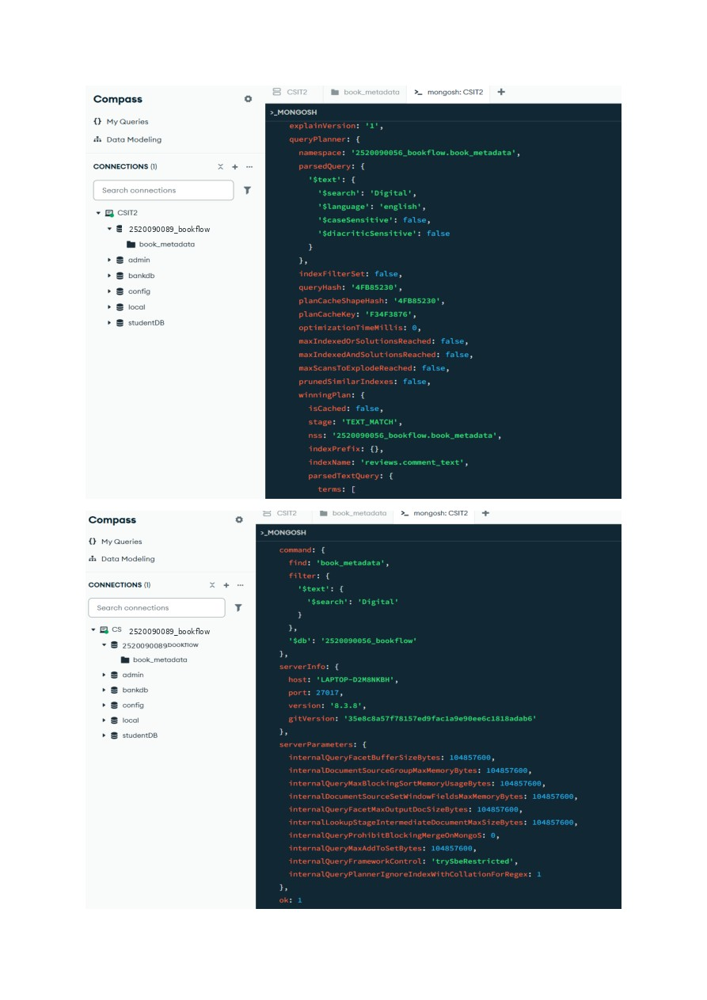 Compass
My Queries
Data Modeling
CONNECTIONS (1)
Search connections
CSIT2
2520090089_bookflow
book_metadata
admin
bankdb
config
local
studentDB
CSIT2 book_metadata >_ mongosh: CSIT2 +
>_MONGOSH
explainVersion: '1',
queryPlanner: {
namespace: '2520090056_bookflow.book_metadata',
parsedQuery: {
'$text': {
'$search': 'Digital',
'$language': 'english',
'$caseSensitive': false,
'$diacriticSensitive': false
}
},
indexFilterSet: false,
queryHash: '4FB85230',
planCacheShapeHash: '4FB85230',
planCacheKey: 'F34F3876',
optimizationTimeMillis: 0,
maxIndexedOrSolutionsReached: false,
maxIndexedAndSolutionsReached: false,
maxScansToExplodeReached: false,
prunedSimilarIndexes: false,
winningPlan: {
isCached: false,
stage: 'TEXT_MATCH',
nss: '2520090056_bookflow.book_metadata',
indexPrefix: {},
indexName: 'reviews.comment_text',
parsedTextQuery: {
terms: [
Compass
{} My Queries
Data Modeling
CONNECTIONS (1)
Search connections
CS 2520090089_bookflow
2520090089bookflow
book_metadata
admin
bankdb
config
local
studentDB
CSIT2 book_metadata >_ mongosh: CSIT2 +
>_MONGOSH
command: {
find: 'book_metadata',
filter: {
'$text': {
'$search': 'Digital'
}
},
'$db': '2520090056_bookflow'
},
serverInfo: {
host: 'LAPTOP-D2M8NKBH',
port: 27017,
version: '8.3.8',
gitVersion: '35e8c8a57f78157ed9fac1a9e90ee6c1818adab6'
},
serverParameters: {
internalQueryFacetBufferSizeBytes: 104857600,
internalDocumentSourceGroupMaxMemoryBytes: 104857600,
internalQueryMaxBlockingSortMemoryUsageBytes: 104857600,
internalDocumentSourceSetWindowFieldsMaxMemoryBytes: 104857600,
internalQueryFacetMaxOutputDocSizeBytes: 104857600,
internalLookupStageIntermediateDocumentMaxSizeBytes: 104857600,
internalQueryProhibitBlockingMergeOnMongoS: 0,
internalQueryMaxAddToSetBytes: 104857600,
internalQueryFrameworkControl: 'trySbeRestricted',
internalQueryPlannerIgnoreIndexWithCollationForRegex: 1
},
ok: 1